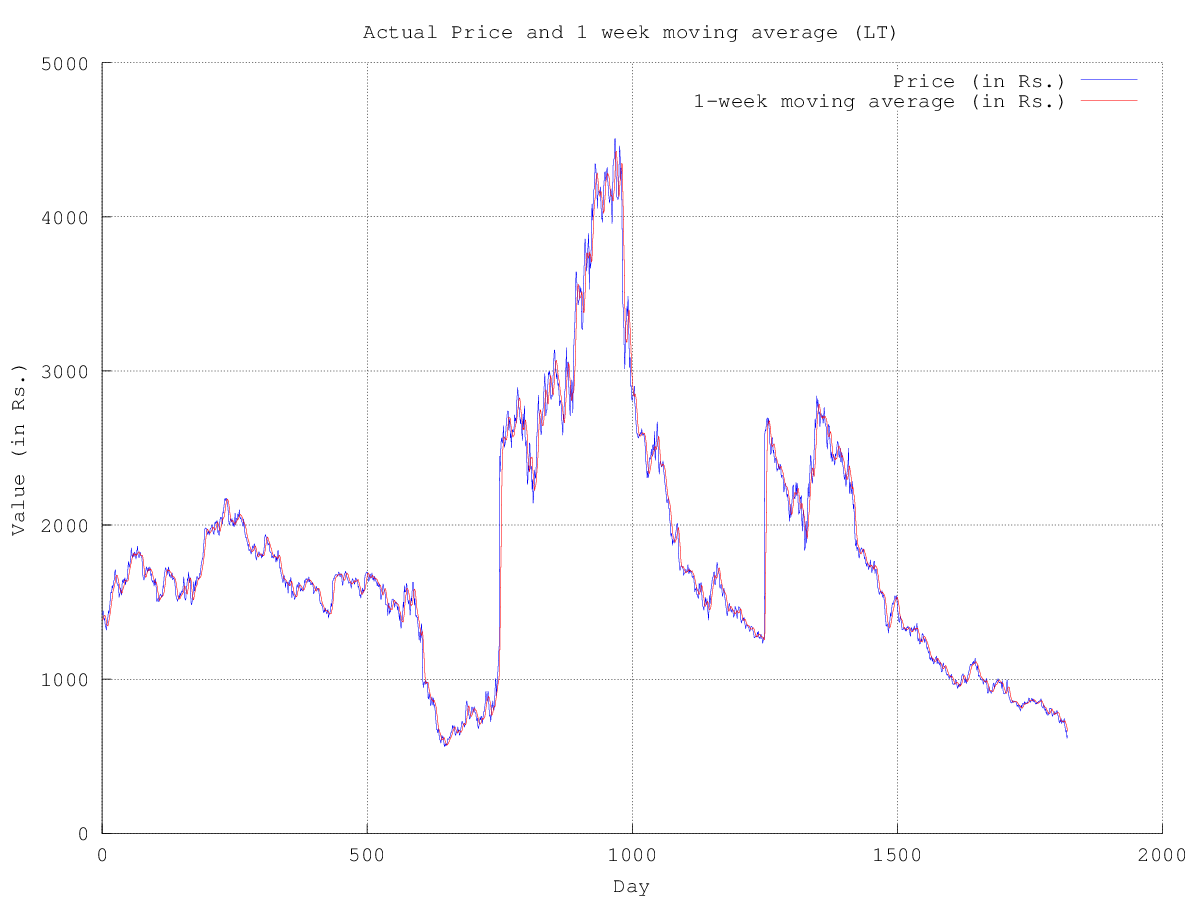 Actual Price and 1 week moving average (LT)
5000
Price (in Rs.)
1-week moving average (in Rs.)
4000
3000
Value (in Rs.)
2000
1000
0
0 500 1000 1500 2000
Day